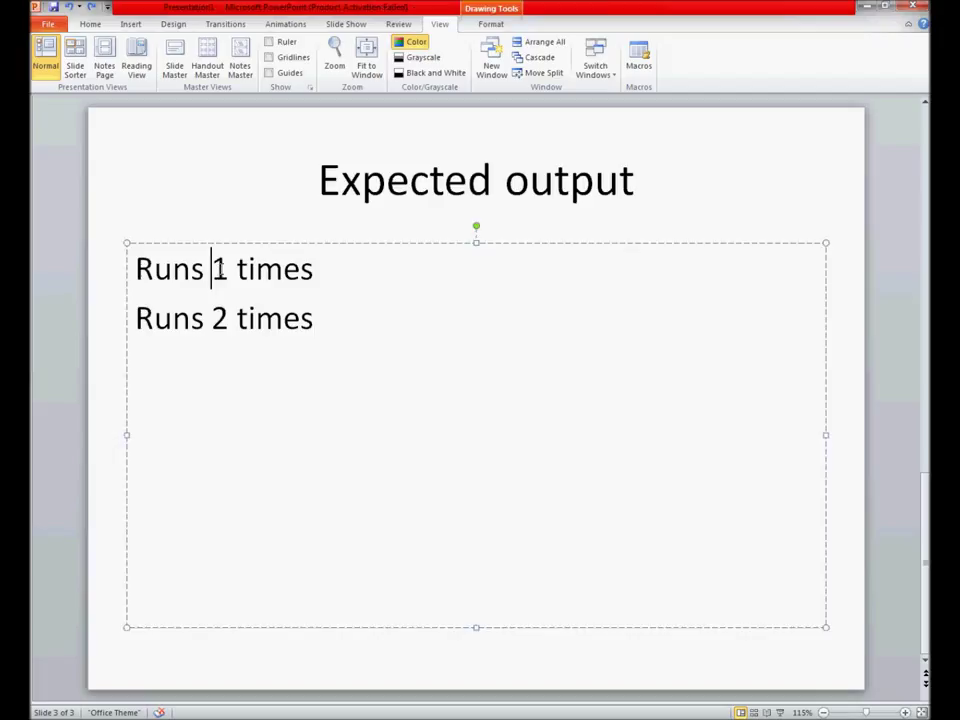 Presentation1 - Microsoft PowerPoint (Product Activation Failed)
Drawing Tools
File Home Insert Design Transitions Animations Slide Show Review View Format
Normal
Slide Sorter
Notes Page
Reading View
Slide Master
Handout Master
Notes Master
Ruler
Gridlines
Guides
Zoom
Fit to Window
Color
Grayscale
Black and White
New Window
Arrange All
Cascade
Move Split
Switch Windows
Macros
Presentation Views Master Views Show Zoom Color/Grayscale Window Macros
Expected output
Runs 1 times
Runs 2 times
Slide 3 of 3 "Office Theme" 115%